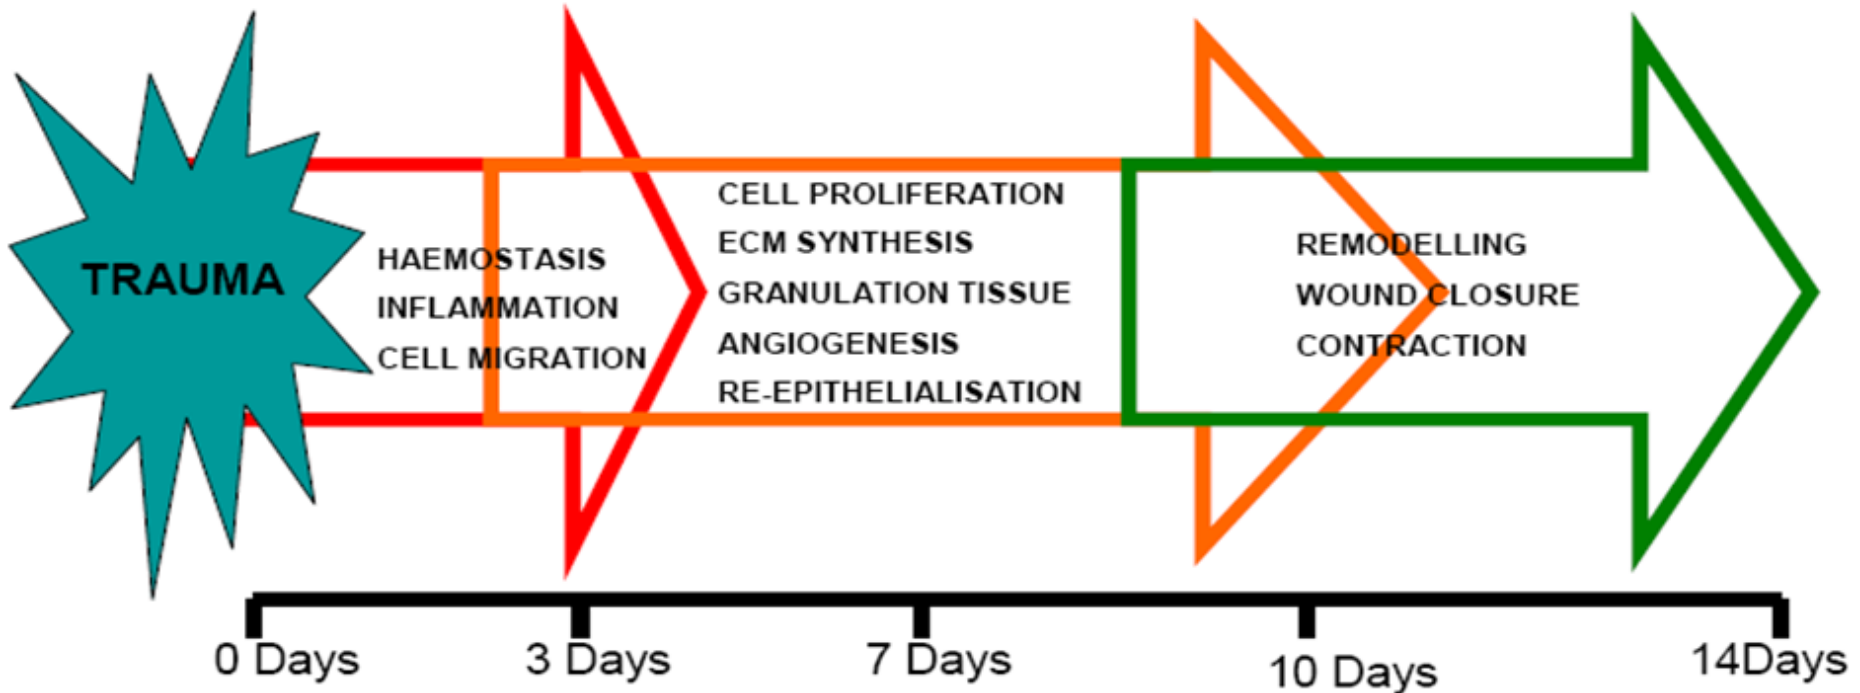 TRAUMA
HAEMOSTASIS
INFLAMMATION
CELL MIGRATION
CELL PROLIFERATION
ECM SYNTHESIS
GRANULATION TISSUE
ANGIOGENESIS
RE-EPITHELIALISATION
REMODELLING
WOUND CLOSURE
CONTRACTION
0 Days
3 Days
7 Days
10 Days
14Days